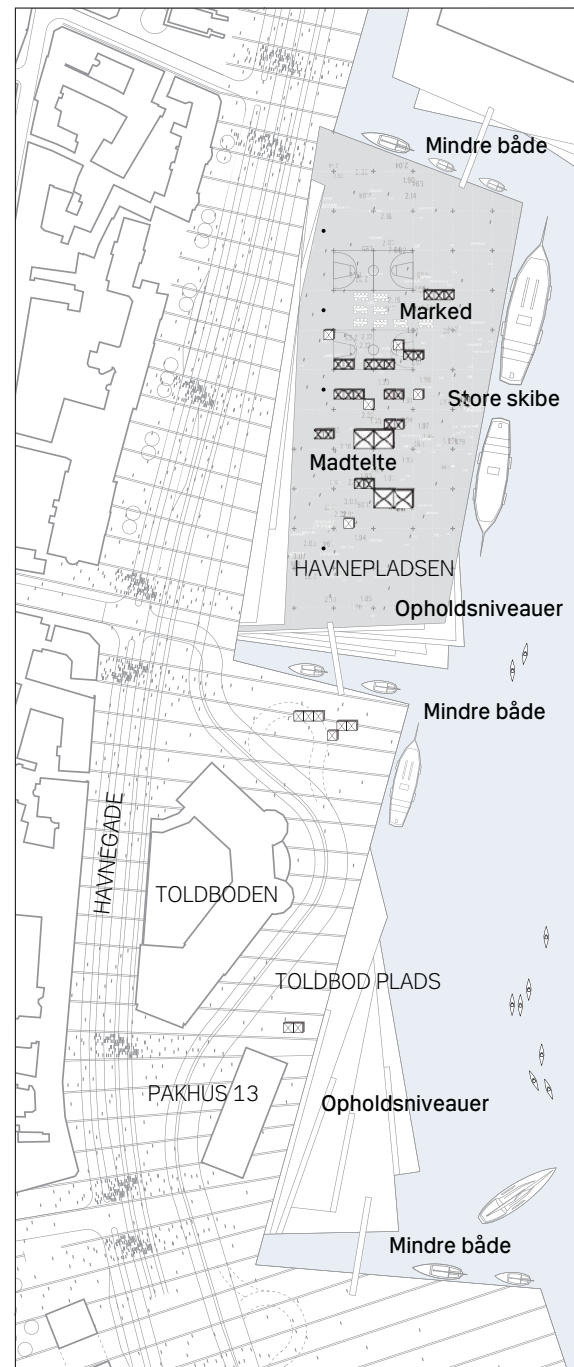 Mindre både
Marked
Store skibe
Madtelte
HAVNEPLADSEN
Opholdsniveauer
Mindre både
HAVNEGADE
TOLDBODEN
TOLDBOD PLADS
PAKHUS 13
Opholdsniveauer
Mindre både